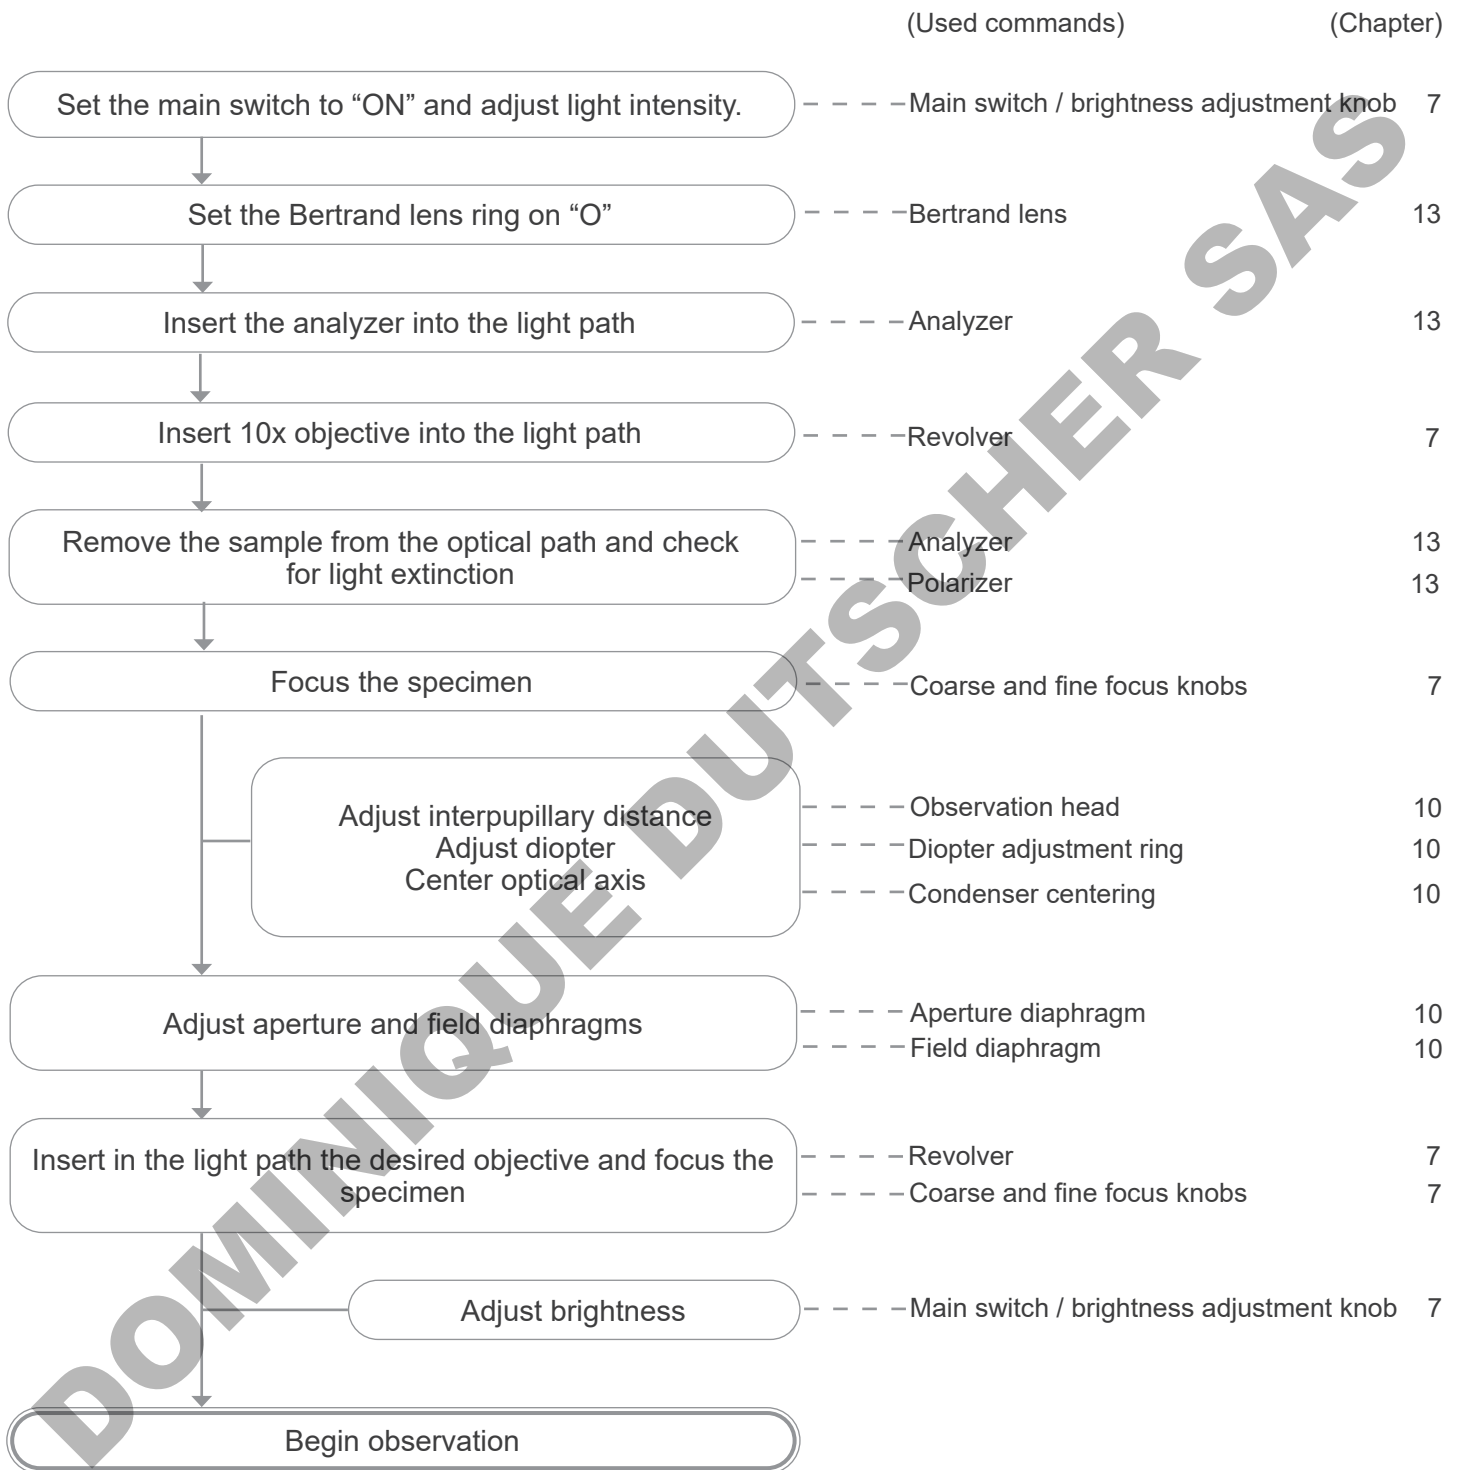 (Used commands) (Chapter)
Set the main switch to “ON” and adjust light intensity. Main switch / brightness adjustment knob 7
Set the Bertrand lens ring on “O” Bertrand lens 13
Insert the analyzer into the light path Analyzer 13
Insert 10x objective into the light path Revolver 7
Remove the sample from the optical path and check
for light extinction
Analyzer 13
Polarizer 13
Focus the specimen Coarse and fine focus knobs 7
Adjust interpupillary distance
Adjust diopter
Center optical axis
Observation head 10
Diopter adjustment ring 10
Condenser centering 10
Adjust aperture and field diaphragms
Aperture diaphragm 10
Field diaphragm 10
Insert in the light path the desired objective and focus the
specimen
Revolver 7
Coarse and fine focus knobs 7
Adjust brightness Main switch / brightness adjustment knob 7
Begin observation
DOMINIQUE DUTSCHER SAS